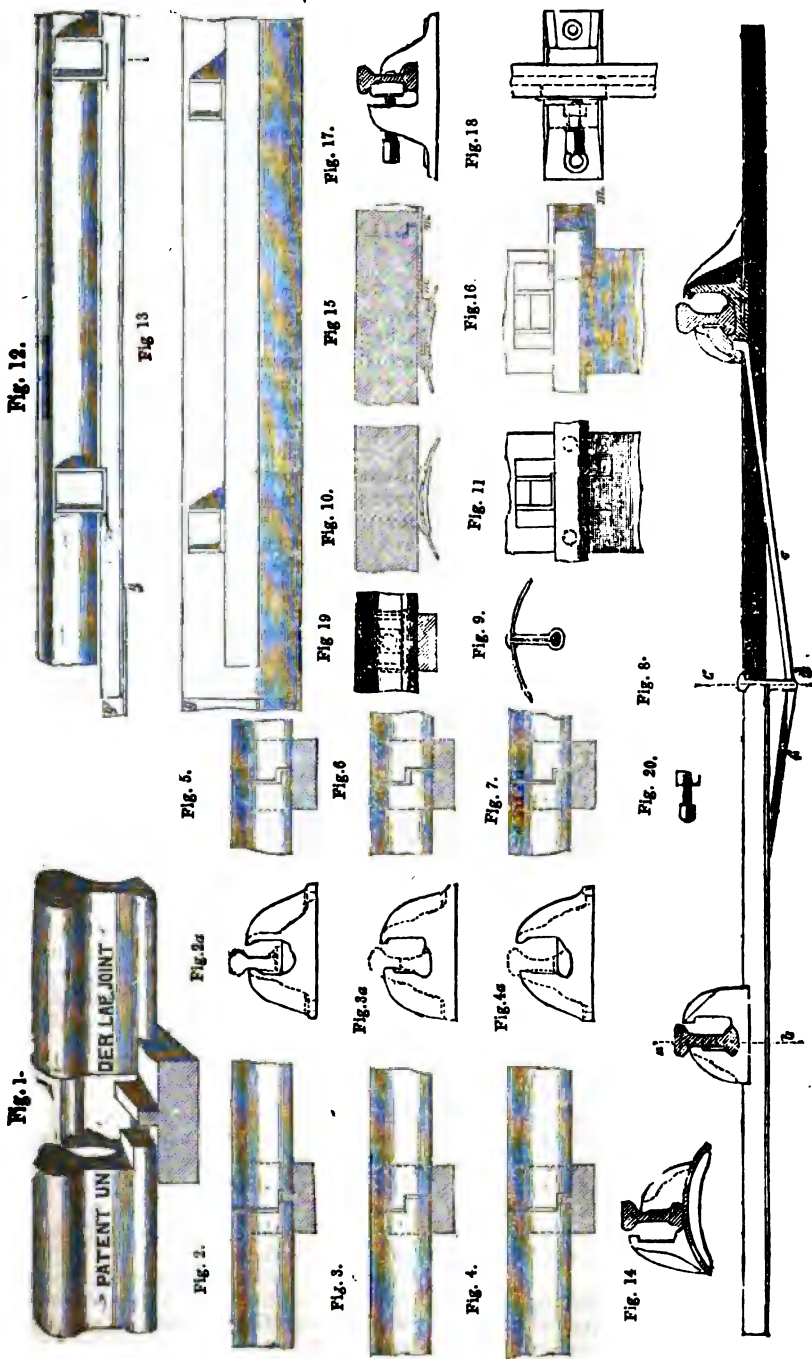 Fig. 1.
PATENT UN DER LAP JOINT
Fig. 12.
Fig 13
Fig. 2.
Fig. 2a
Fig. 5.
Fig 19
Fig. 10.
Fig 15
Fig. 17.
Fig. 3.
Fig. 3a
Fig. 6
Fig. 9.
Fig. 11
Fig. 16.
Fig. 18
Fig. 4.
Fig. 4a
Fig. 7.
Fig. 14
Fig. 20.
Fig. 8.